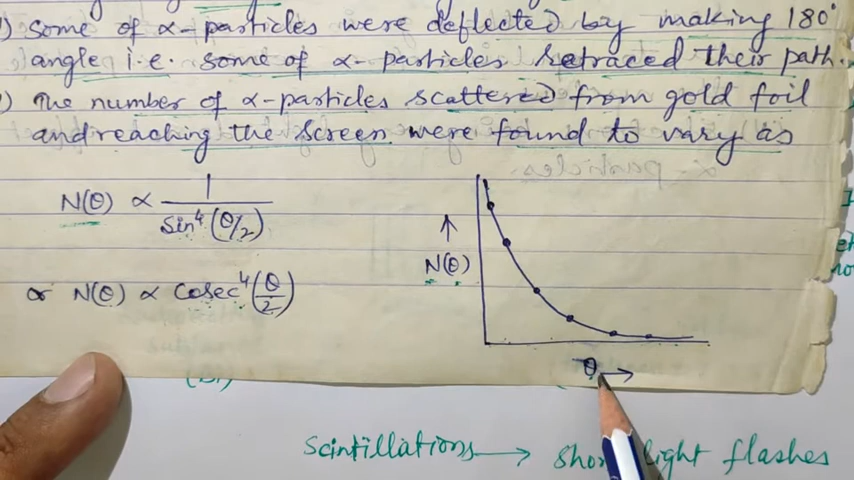 1) Some of α-particles were deflected by making 180°
angle i.e. some of α-particles retraced their path.
) The number of α-particles scattered from gold foil
and reaching the screen were found to vary as
N(θ) ∝ 1/Sin⁴(θ/2)
or N(θ) ∝ Cosec⁴(θ/2)
↑
N(θ)
θ →
Scintillations → light flashes